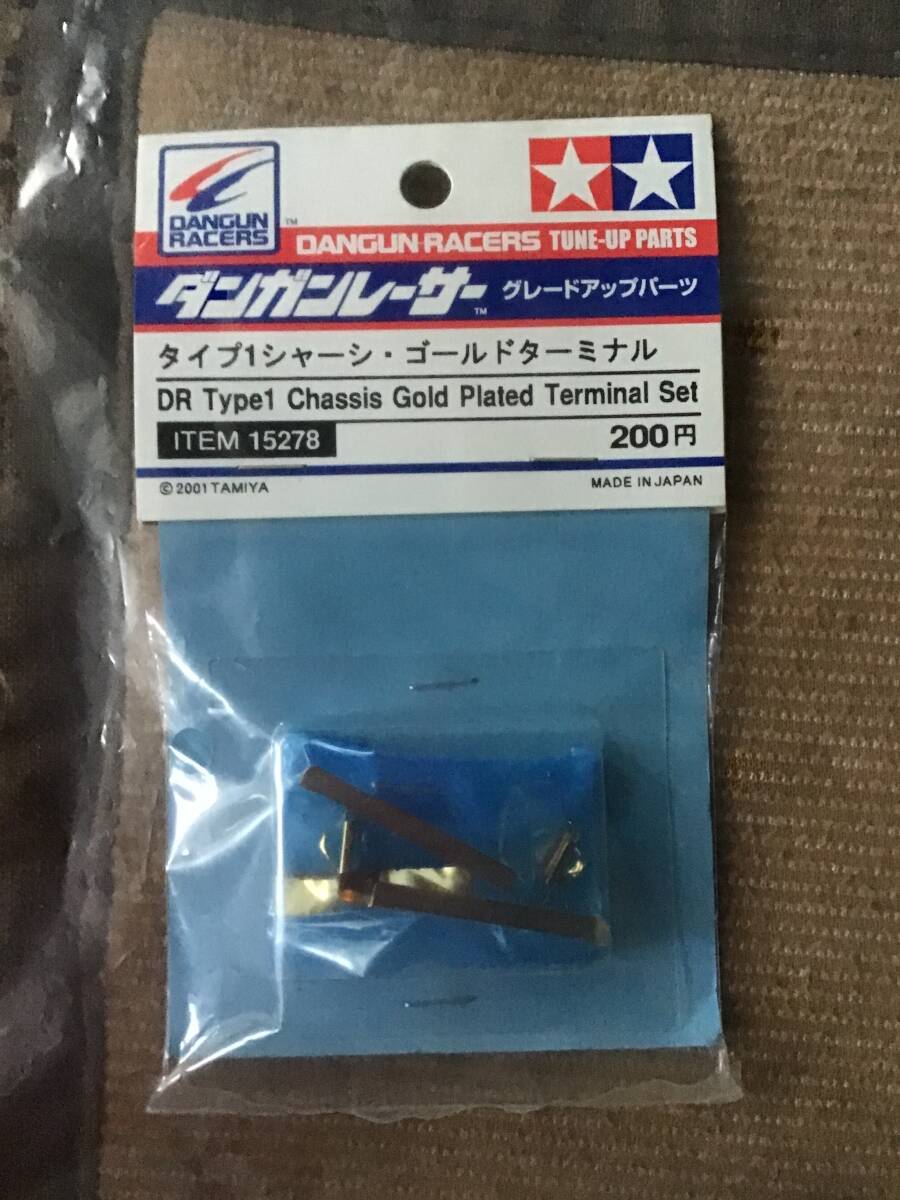 DANGUN
RACERS ™
DANGUN-RACERS TUNE-UP PARTS
ダンガンレーサー™ グレードアップパーツ
タイプ1シャーシ・ゴールドターミナル
DR Type1 Chassis Gold Plated Terminal Set
ITEM 15278 200円
©2001 TAMIYA MADE IN JAPAN